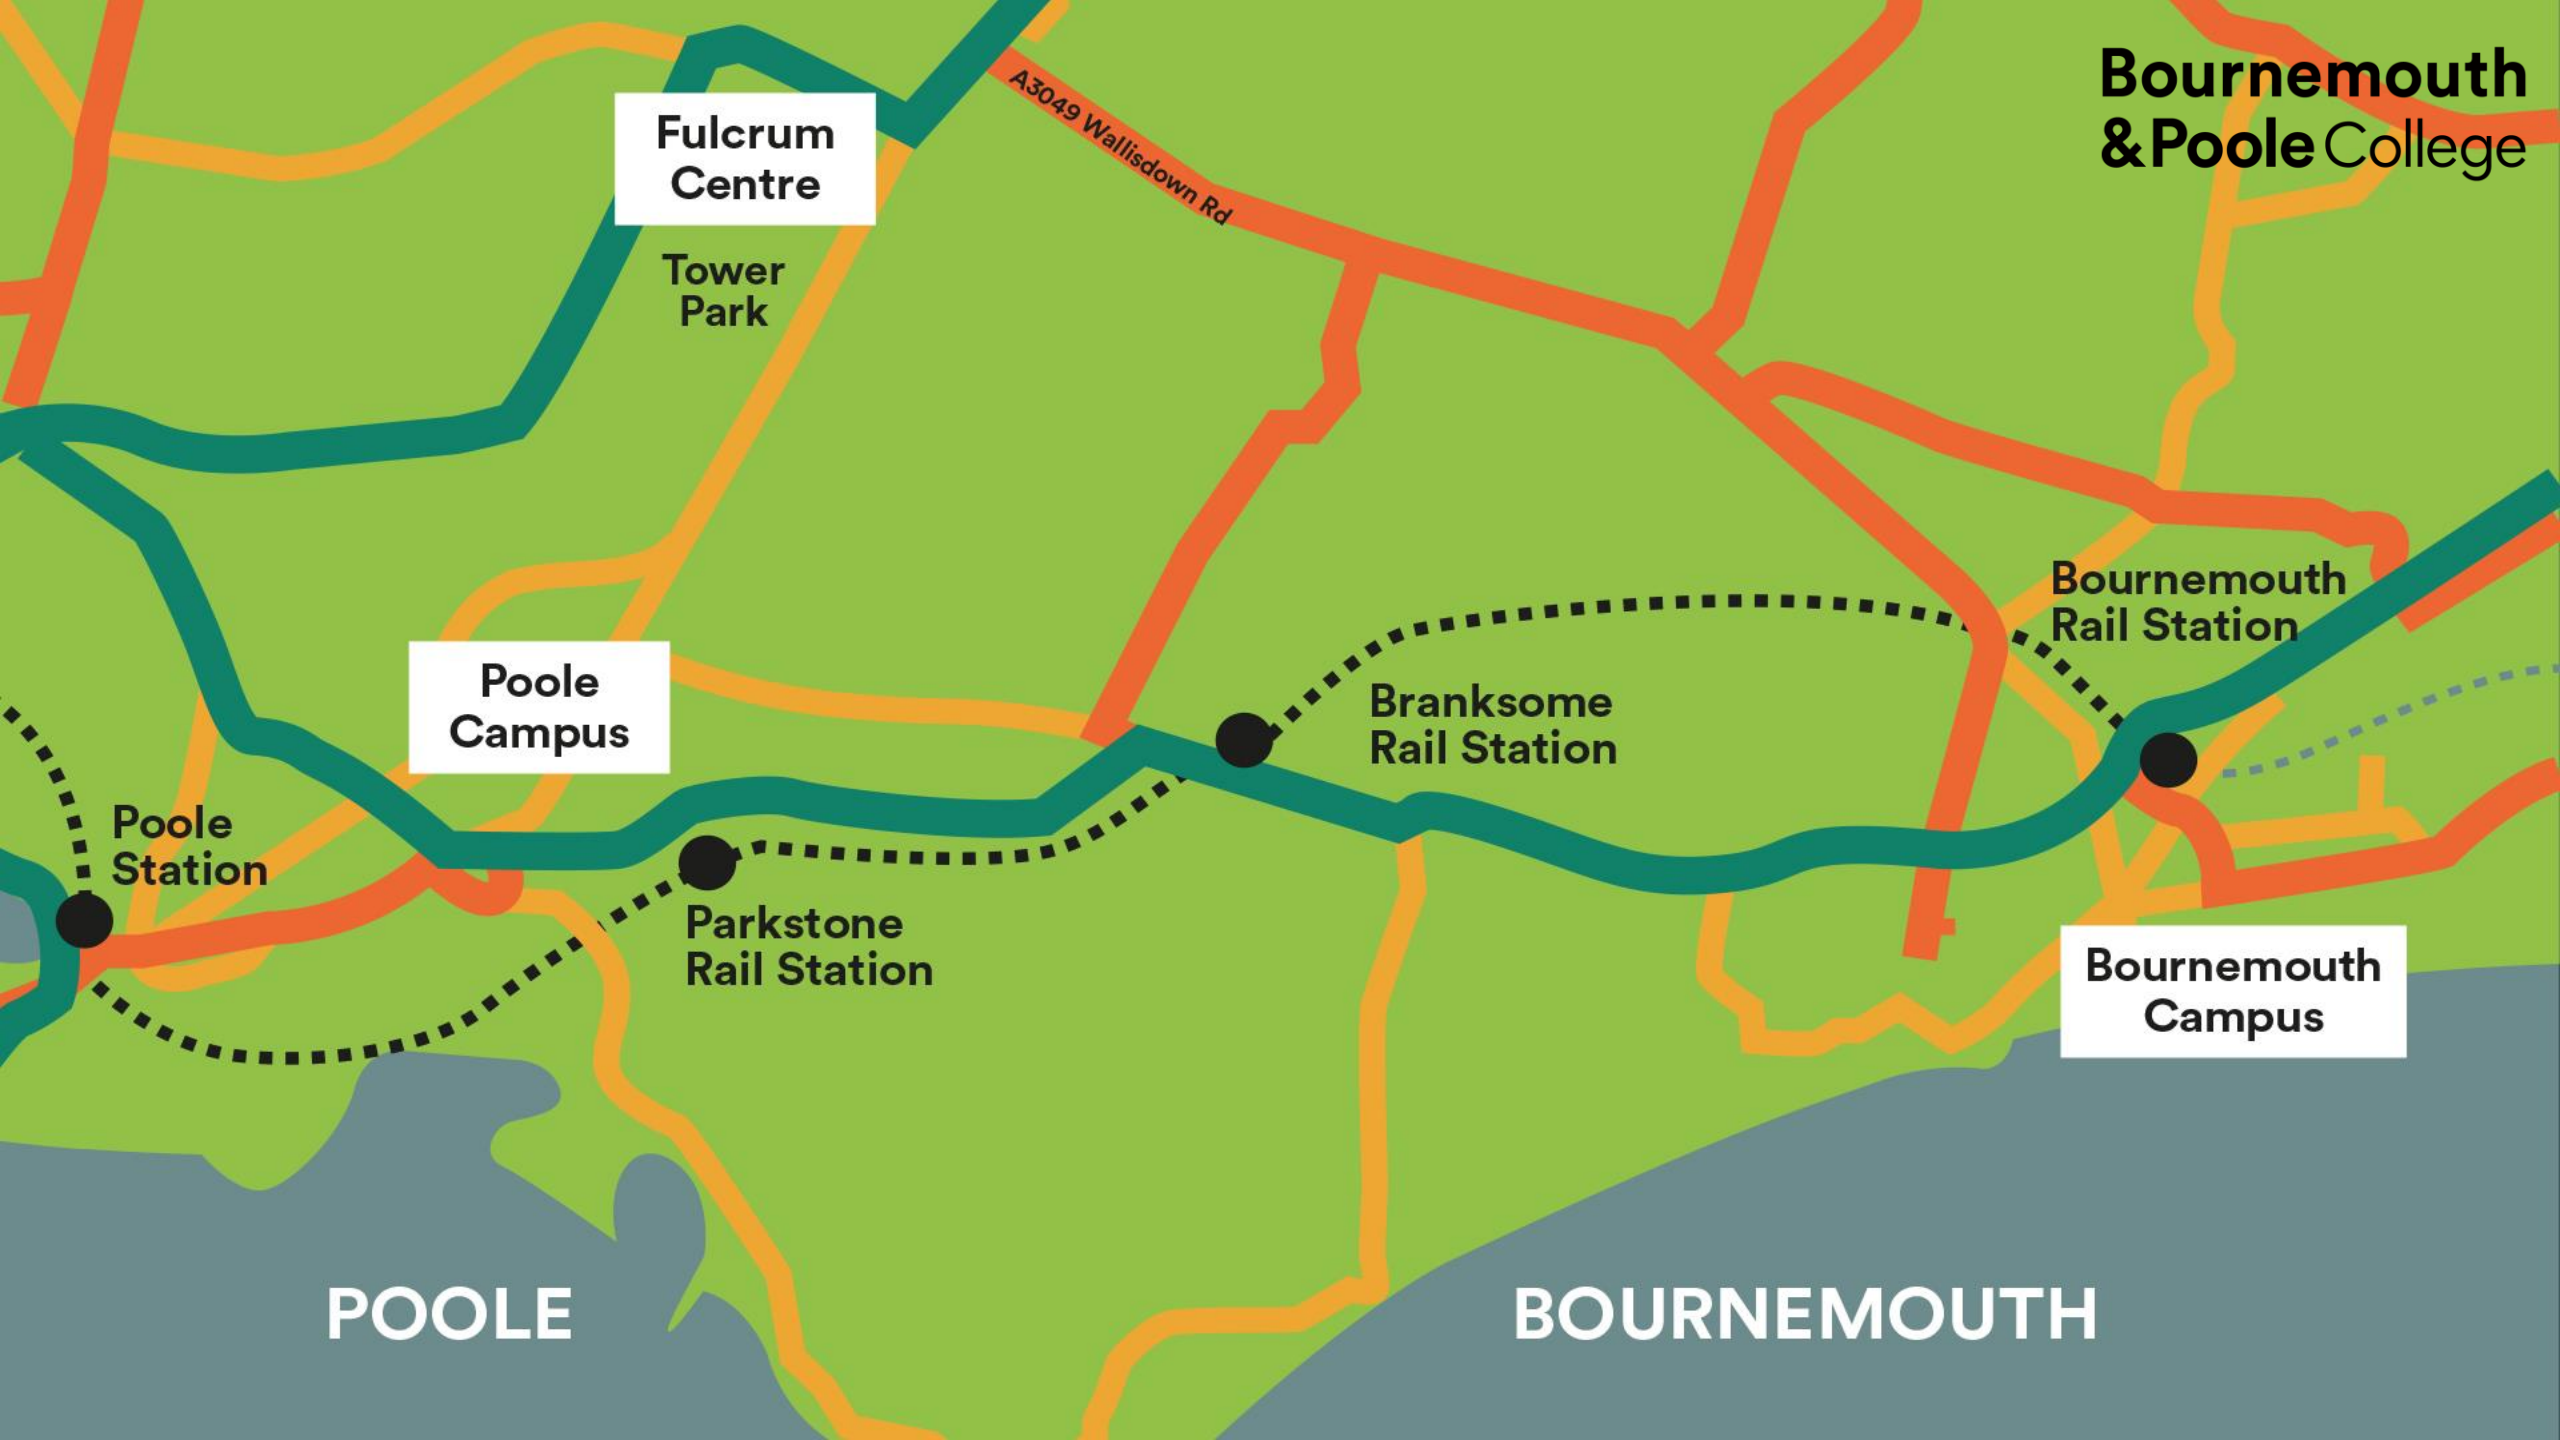 Bournemouth
&Poole College
A3049 Wallisdown Rd
Fulcrum
Centre
Tower
Park
Bournemouth
Rail Station
Poole
Campus
Branksome
Rail Station
Poole
Station
Parkstone
Rail Station
Bournemouth
Campus
POOLE
BOURNEMOUTH